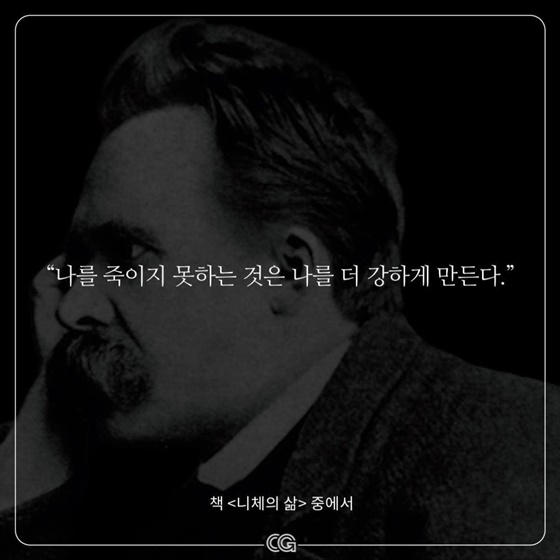 “나를 죽이지 못하는 것은 나를 더 강하게 만든다.”
책 <니체의 삶> 중에서
CG